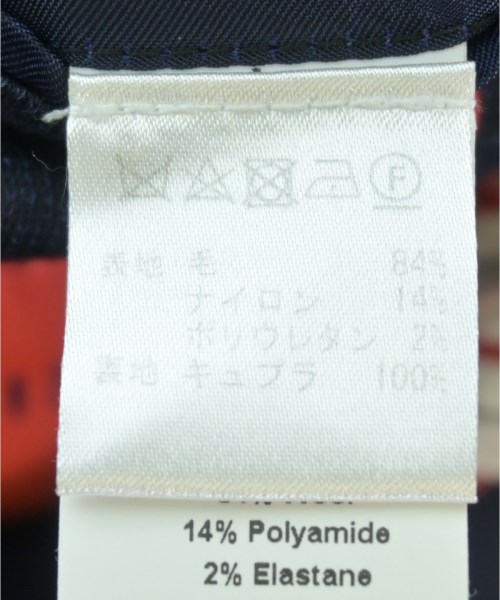 F
表地 毛 84%
ナイロン 14%
ポリウレタン 2%
裏地 キュプラ 100%
14% Polyamide
2% Elastane